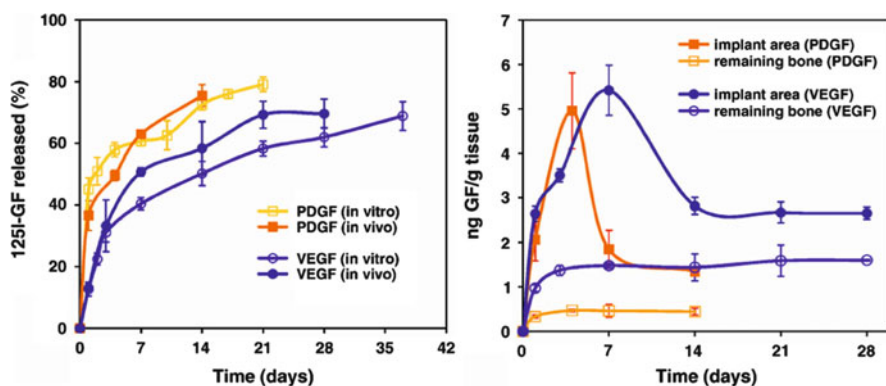 100
80
60
40
20
0
125I-GF released (%)
PDGF (in vitro)
PDGF (in vivo)
VEGF (in vitro)
VEGF (in vivo)
0 7 14 21 28 35 42
Time (days)
7
6
5
4
3
2
1
0
ng GF/g tissue
implant area (PDGF)
remaining bone (PDGF)
implant area (VEGF)
remaining bone (VEGF)
0 7 14 21 28
Time (days)